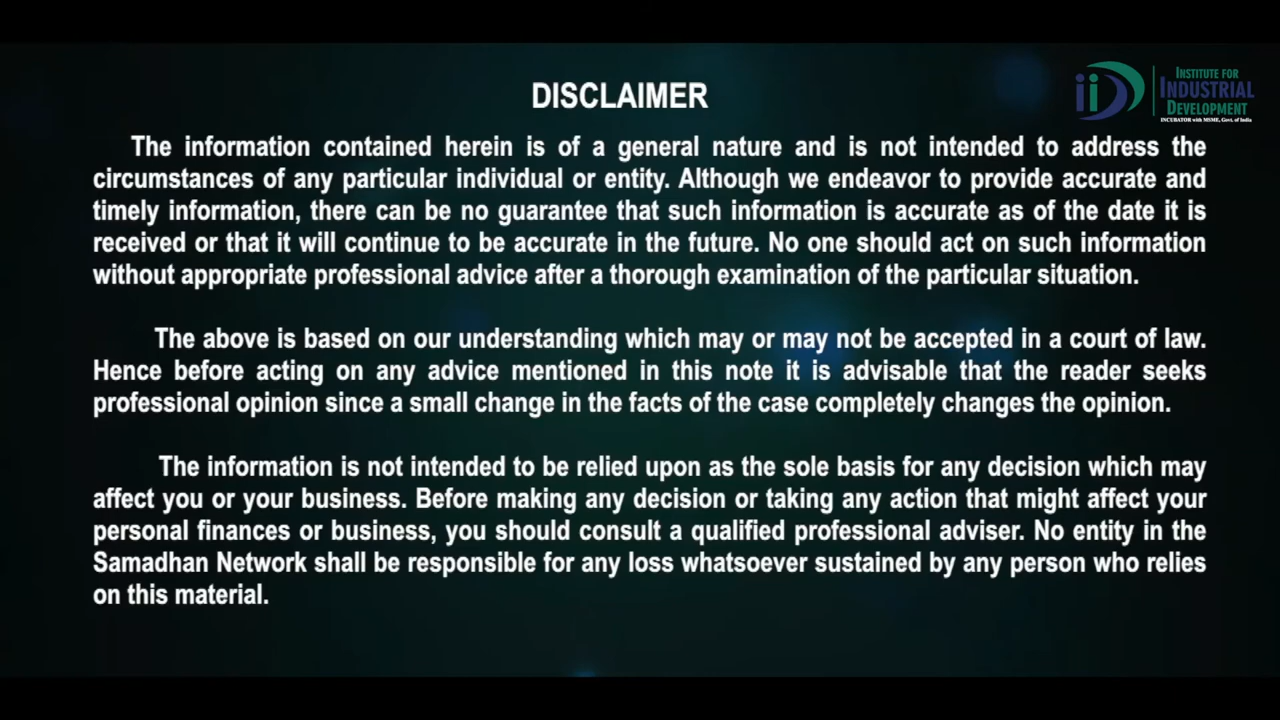 DISCLAIMER
INSTITUTE FOR
INDUSTRIAL
DEVELOPMENT
INCUBATOR with MSME, Govt. of India
The information contained herein is of a general nature and is not intended to address the
circumstances of any particular individual or entity. Although we endeavor to provide accurate and
timely information, there can be no guarantee that such information is accurate as of the date it is
received or that it will continue to be accurate in the future. No one should act on such information
without appropriate professional advice after a thorough examination of the particular situation.
The above is based on our understanding which may or may not be accepted in a court of law.
Hence before acting on any advice mentioned in this note it is advisable that the reader seeks
professional opinion since a small change in the facts of the case completely changes the opinion.
The information is not intended to be relied upon as the sole basis for any decision which may
affect you or your business. Before making any decision or taking any action that might affect your
personal finances or business, you should consult a qualified professional adviser. No entity in the
Samadhan Network shall be responsible for any loss whatsoever sustained by any person who relies
on this material.